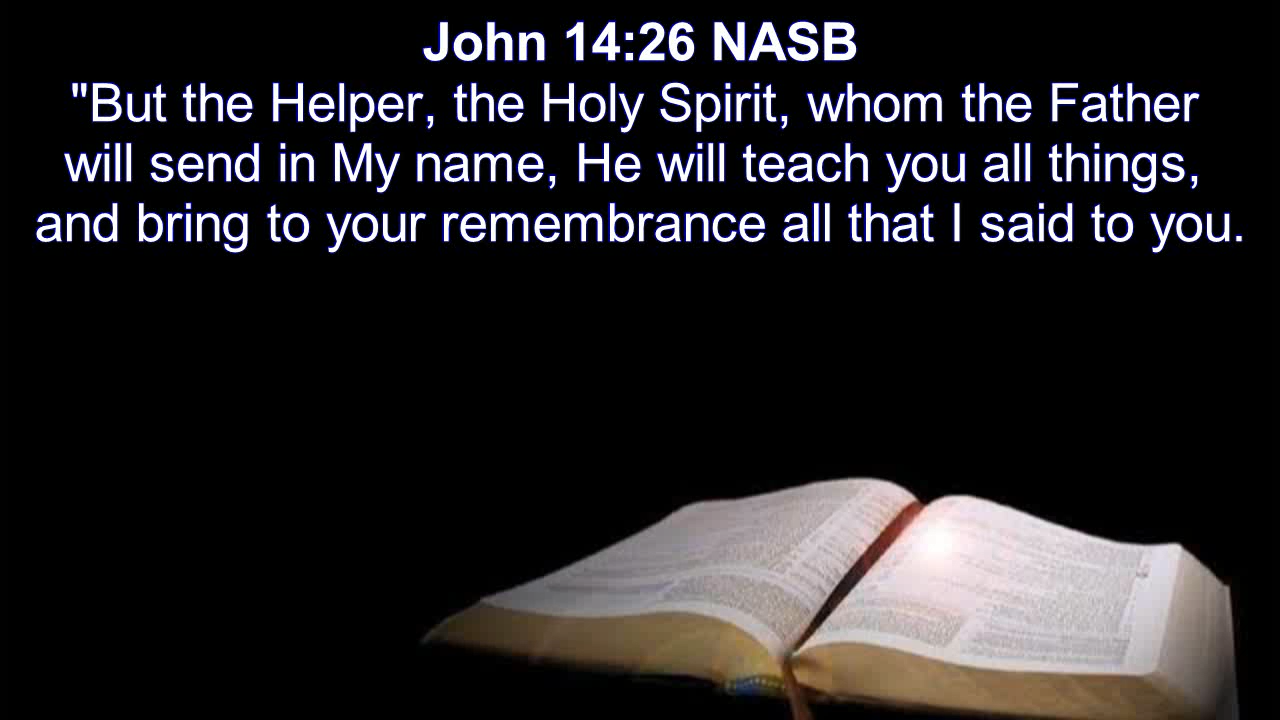 John 14:26 NASB
"But the Helper, the Holy Spirit, whom the Father
will send in My name, He will teach you all things,
and bring to your remembrance all that I said to you.